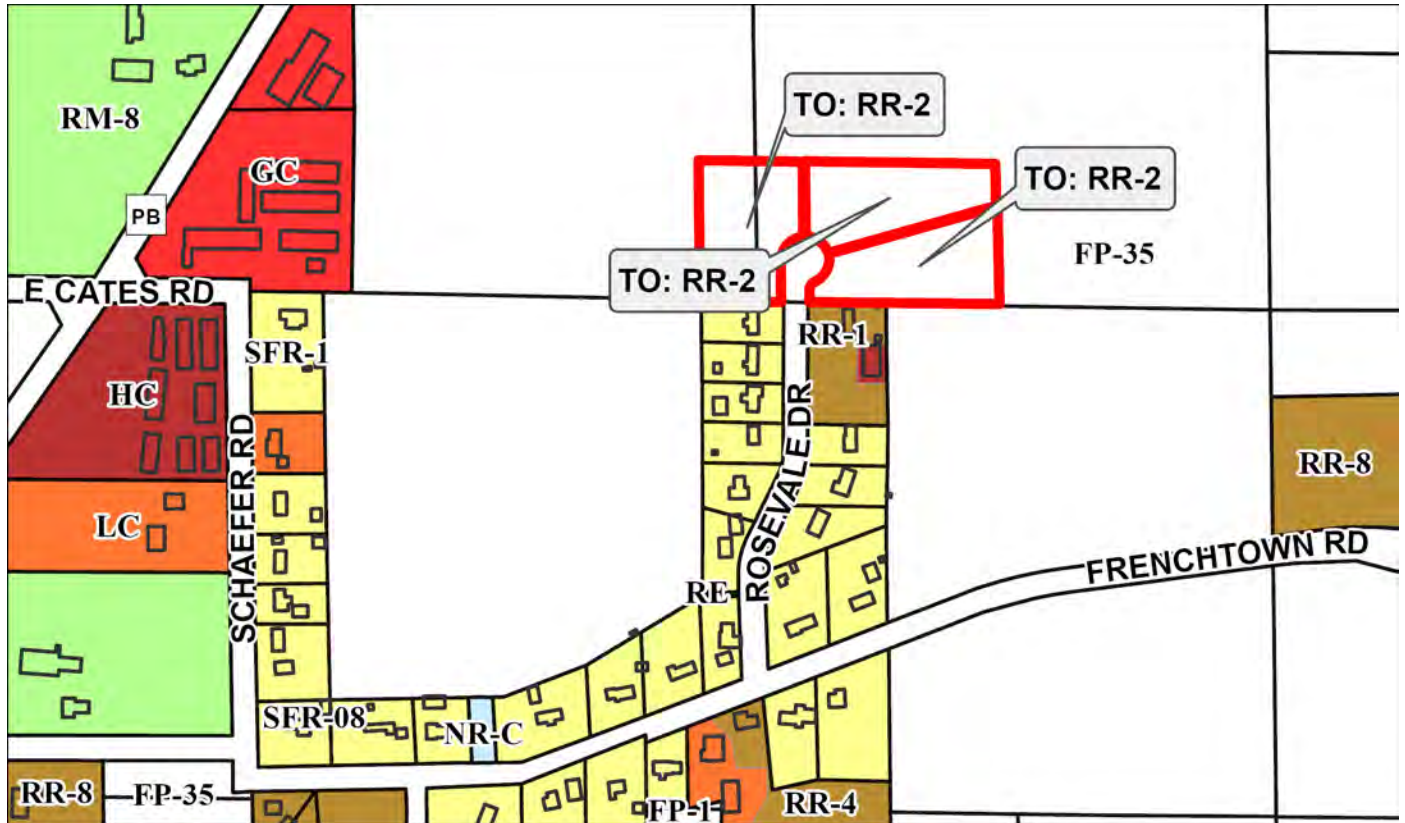 TO: RR-2
RM-8
GC
TO: RR-2
PB
FP-35
TO: RR-2
E CATES RD
RR-1
SFR-1
HC
SCHAEFER RD
ROSEVALE DR
RR-8
LC
FRENCHTOWN RD
RE
SFR-08
NR-C
RR-8
FP-35
FP-1
RR-4